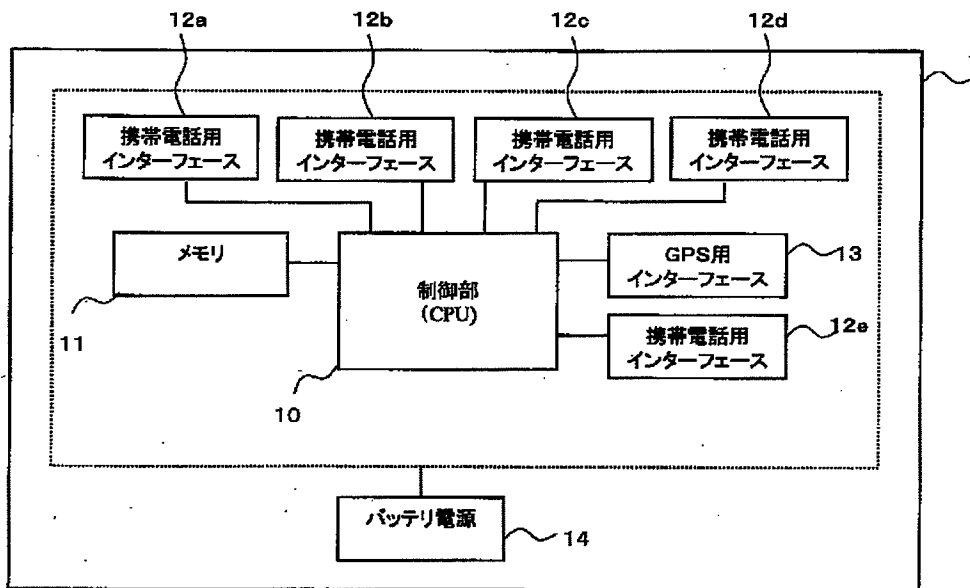 12a
12b
12c
12d
携帯電話用
インターフェース
携帯電話用
インターフェース
携帯電話用
インターフェース
携帯電話用
インターフェース
メモリ
11
制御部
(CPU)
10
GPS用
インターフェース
13
携帯電話用
インターフェース
12e
バッテリ電源
14